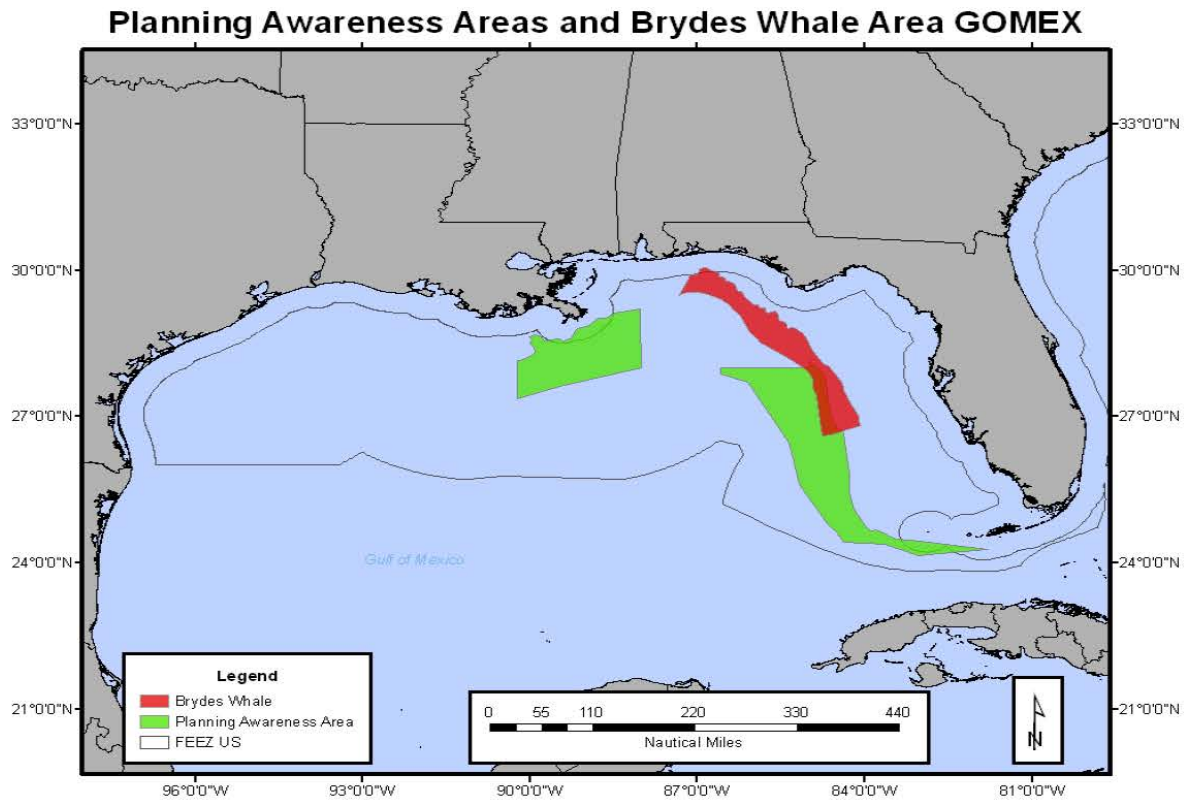 Planning Awareness Areas and Brydes Whale Area GOMEX
33°0'0"N
33°0'0"N
30°0'0"N
30°0'0"N
27°0'0"N
27°0'0"N
24°0'0"N
24°0'0"N
Gulf of Mexico
21°0'0"N
21°0'0"N
Legend
Brydes Whale
Planning Awareness Area
FEEZ US
0 55 110 220 330 440
Nautical Miles
N
96°0'0"W 93°0'0"W 90°0'0"W 87°0'0"W 84°0'0"W 81°0'0"W